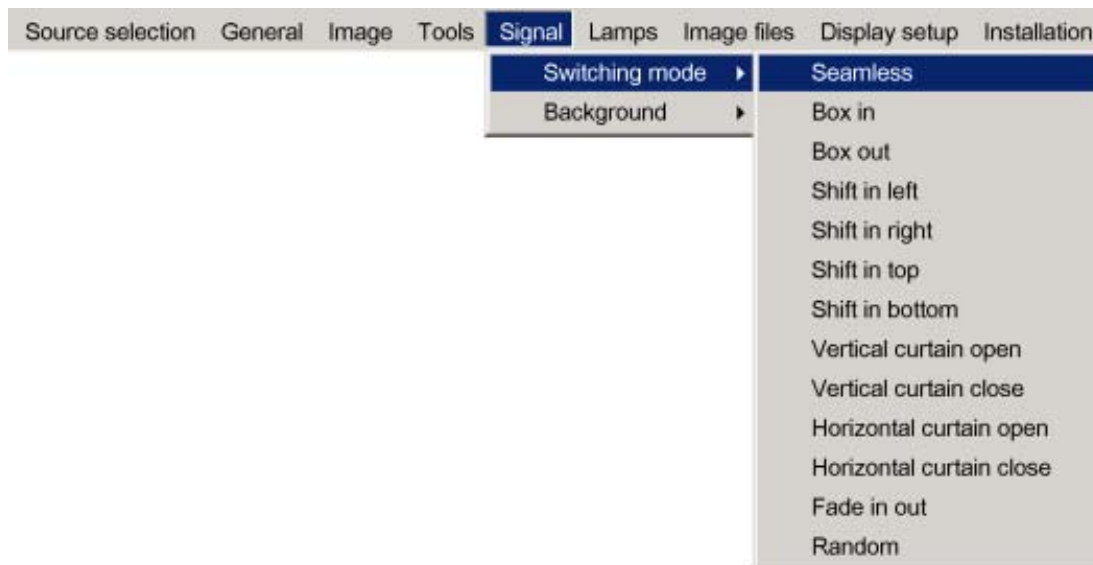 Source selection General Image Tools Signal Lamps Image files Display setup Installation
Switching mode Seamless
Background Box in
Box out
Shift in left
Shift in right
Shift in top
Shift in bottom
Vertical curtain open
Vertical curtain close
Horizontal curtain open
Horizontal curtain close
Fade in out
Random